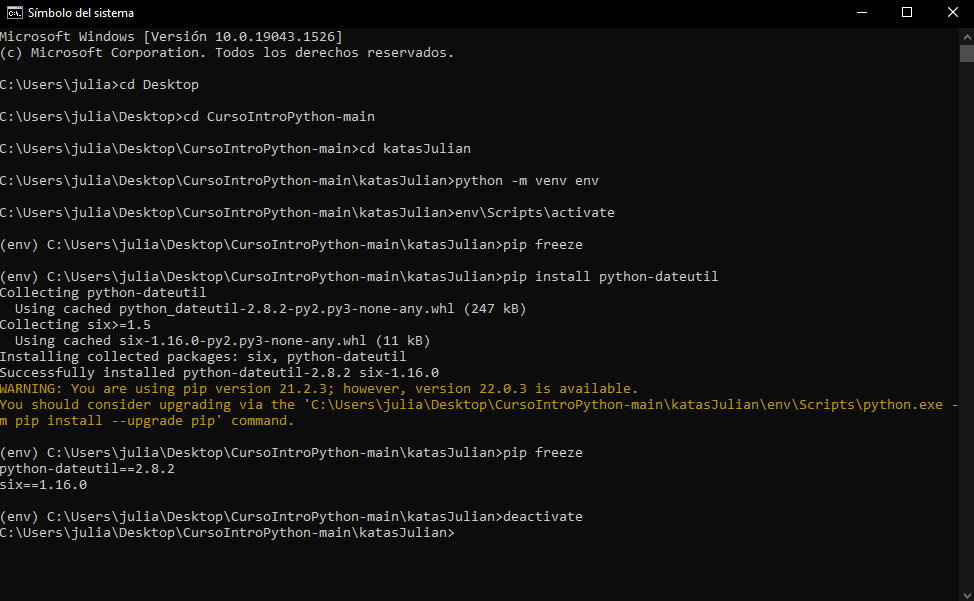 Símbolo del sistema
Microsoft Windows [Versión 10.0.19043.1526]
(c) Microsoft Corporation. Todos los derechos reservados.
C:\Users\julia>cd Desktop
C:\Users\julia\Desktop>cd CursoIntroPython-main
C:\Users\julia\Desktop\CursoIntroPython-main>cd katasJulian
C:\Users\julia\Desktop\CursoIntroPython-main\katasJulian>python -m venv env
C:\Users\julia\Desktop\CursoIntroPython-main\katasJulian>env\Scripts\activate
(env) C:\Users\julia\Desktop\CursoIntroPython-main\katasJulian>pip freeze
(env) C:\Users\julia\Desktop\CursoIntroPython-main\katasJulian>pip install python-dateutil
Collecting python-dateutil
  Using cached python_dateutil-2.8.2-py2.py3-none-any.whl (247 kB)
Collecting six>=1.5
  Using cached six-1.16.0-py2.py3-none-any.whl (11 kB)
Installing collected packages: six, python-dateutil
Successfully installed python-dateutil-2.8.2 six-1.16.0
WARNING: You are using pip version 21.2.3; however, version 22.0.3 is available.
You should consider upgrading via the 'C:\Users\julia\Desktop\CursoIntroPython-main\katasJulian\env\Scripts\python.exe -
m pip install --upgrade pip' command.
(env) C:\Users\julia\Desktop\CursoIntroPython-main\katasJulian>pip freeze
python-dateutil==2.8.2
six==1.16.0
(env) C:\Users\julia\Desktop\CursoIntroPython-main\katasJulian>deactivate
C:\Users\julia\Desktop\CursoIntroPython-main\katasJulian>